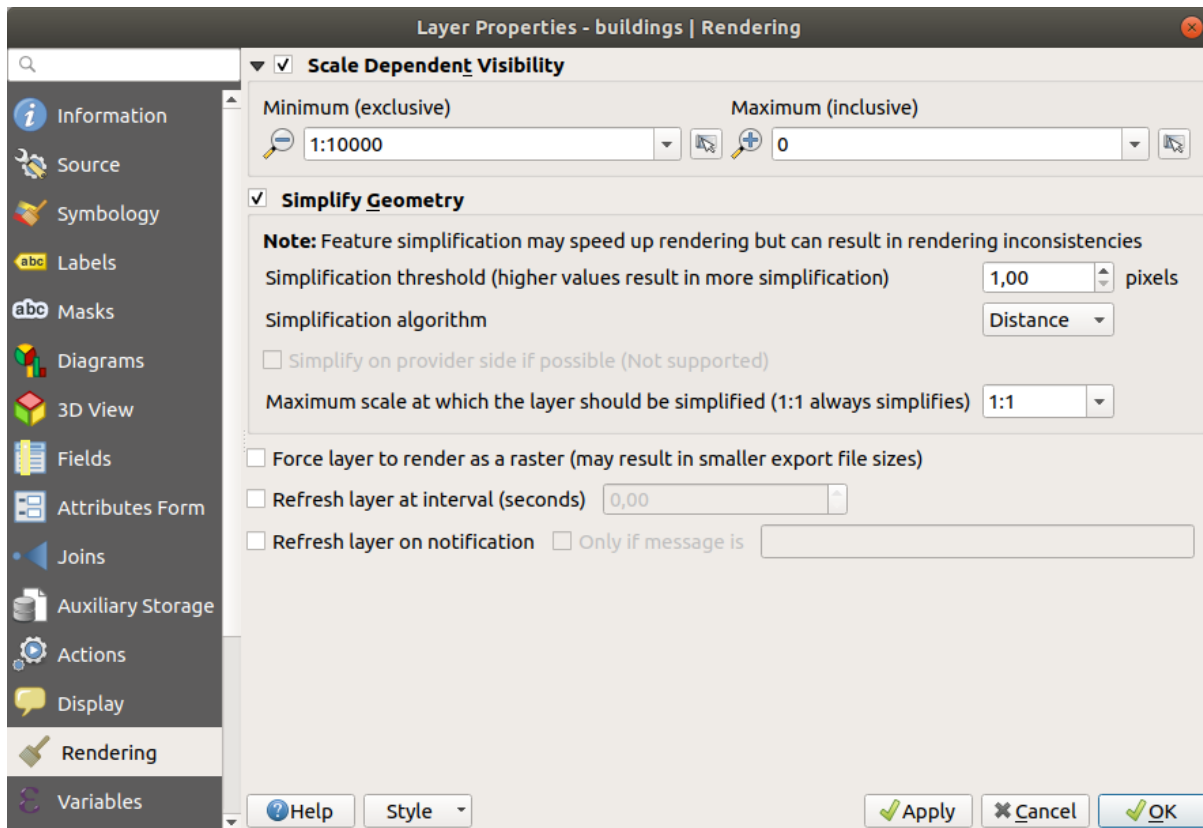 Layer Properties - buildings | Rendering
Information
Source
Symbology
abc Labels
abc Masks
Diagrams
3D View
Fields
Attributes Form
Joins
Auxiliary Storage
Actions
Display
Rendering
Variables
Scale Dependent Visibility
Minimum (exclusive) Maximum (inclusive)
1:10000 0
Simplify Geometry
Note: Feature simplification may speed up rendering but can result in rendering inconsistencies
Simplification threshold (higher values result in more simplification) 1,00 pixels
Simplification algorithm Distance
Simplify on provider side if possible (Not supported)
Maximum scale at which the layer should be simplified (1:1 always simplifies) 1:1
Force layer to render as a raster (may result in smaller export file sizes)
Refresh layer at interval (seconds) 0,00
Refresh layer on notification Only if message is
Help Style Apply Cancel OK